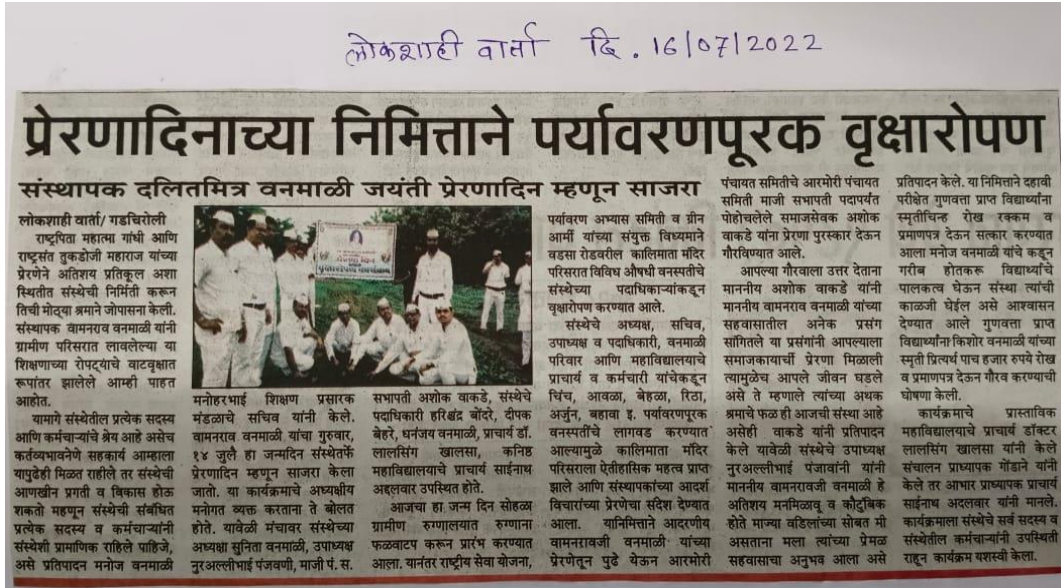 लोकशाही वार्ता दि. 16/07/2022
प्रेरणादिनाच्या निमित्ताने पर्यावरणपूरक वृक्षारोपण
संस्थापक दलितमित्र वनमाळी जयंती प्रेरणादिन म्हणून साजरा
लोकशाही वार्ता/ गडचिरोली
राष्ट्रपिता महात्मा गांधी आणि
राष्ट्रसंत तुकडोजी महाराज यांच्या
प्रेरणेने अतिशय प्रतिकूल अशा
स्थितीत संस्थेची निर्मिती करून
तिची मोठ्या श्रमाने जोपासना केली.
संस्थापक वामनराव वनमाळी यांनी
ग्रामीण परिसरात लावलेल्या या
शिक्षणाच्या रोपट्याचे वाटवृक्षात
रूपांतर झालेले आम्ही पाहत
आहोत.
यामागे संस्थेतील प्रत्येक सदस्य
आणि कर्मचाऱ्यांचे श्रेय आहे असेच
कर्तव्यभावनेणे सहकार्य आम्हाला
यापुढेही मिळत राहीले तर संस्थेची
आणखीन प्रगती व विकास होऊ
शकतो म्हणून संस्थेची संबंधित
प्रत्येक सदस्य व कर्मचाऱ्यांनी
संस्थेशी प्रामाणिक राहिले पाहिजे,
असे प्रतिपादन मनोज वनमाळी
प्रेरणा दिन
मनोहरभाई शिक्षण प्रसारक
मंडळाचे सचिव यांनी केले.
वामनराव वनमाळी यांचा गुरुवार,
१४ जुलै हा जन्मदिन संस्थेतर्फे
प्रेरणादिन म्हणून साजरा केला
जातो. या कार्यक्रमाचे अध्यक्षीय
मनोगत व्यक्त करताना ते बोलत
होते. यावेळी मंचावर संस्थेच्या
अध्यक्षा सुनिता वनमाळी, उपाध्यक्ष
नुरअल्लीभाई पंजवणी, माजी पं. स.
सभापती अशोक वाकडे, संस्थेचे
पदाधिकारी हरिश्चंद्र बोंदरे, दीपक
बेहरे, धनंजय वनमाळी, प्राचार्य डॉ.
लालसिंग खालसा, कनिष्ठ
महाविद्यालयाचे प्राचार्य साईनाथ
अद्दलवार उपस्थित होते.
आजचा हा जन्म दिन सोहळा
ग्रामीण रुग्णालयात रुग्णाना
फळवाटप करून प्रारंभ करण्यात
आला. यानंतर राष्ट्रीय सेवा योजना,
पर्यावरण अभ्यास समिती व ग्रीन
आर्मी यांच्या संयुक्त विध्यमाने
वडसा रोडवरील कालिमाता मंदिर
परिसरात विविध औषधी वनस्पतीचे
संस्थेच्या पदाधिकाऱ्यांकडून
वृक्षारोपण करण्यात आले.
संस्थेचे अध्यक्ष, सचिव,
उपाध्यक्ष व पदाधिकारी, वनमाळी
परिवार आणि महाविद्यालयाचे
प्राचार्य व कर्मचारी यांचेकडून
चिंच, आवळा, बेहळा, रिठा,
अर्जुन, बहावा इ. पर्यावरणपूरक
वनस्पतींचे लागवड करण्यात
आल्यामुळे कालिमाता मंदिर
परिसराला ऐतीहासिक महत्व प्राप्त
झाले आणि संस्थापकांच्या आदर्श
विचारांच्या प्रेरणेचा संदेश देण्यात
आला. यानिमित्ताने आदरणीय
वामनरावजी वनमाळी यांच्या
प्रेरणेतून पुढे येऊन आरमोरी
पंचायत समितीचे आरमोरी पंचायत
समिती माजी सभापती पदापर्यंत
पोहोचलेले समाजसेवक अशोक
वाकडे यांना प्रेरणा पुरस्कार देऊन
गौरविण्यात आले.
आपल्या गौरवाला उत्तर देताना
माननीय अशोक वाकडे यांनी
माननीय वामनराव वनमाळी यांच्या
सहवासातील अनेक प्रसंग
सांगितले या प्रसंगांनी आपल्याला
समाजकायार्ची प्रेरणा मिळाली
त्यामुळेच आपले जीवन घडले
असे ते म्हणाले त्यांच्या अथक
श्रमाचे फळ ही आजची संस्था आहे
असेही वाकडे यांनी प्रतिपादन
केले यावेळी संस्थेचे उपाध्यक्ष
नुरअल्लीभाई पंजावांनी यांनी
माननीय वामनरावजी वनमाळी हे
अतिशय मनमिळावू व कौटुबिक
होते माज्या वडिलांच्या सोबत मी
असताना मला त्यांच्या प्रेमळ
सहवासाचा अनुभव आला असे
प्रतिपादन केले. या निमित्ताने दहावी
परीक्षेत गुणवत्ता प्राप्त विद्यार्थ्यांना
स्मृतीचिन्ह रोख रक्कम व
प्रमाणपत्र देऊन सत्कार करण्यात
आला मनोज वनमाळी यांचे कडून
गरीब होतकरू विद्यार्थ्यांचे
पालकत्व घेऊन संस्था त्यांची
काळजी घेईल असे आश्वासन
देण्यात आले गुणवत्ता प्राप्त
विद्यार्थ्यांना किशोर वनमाळी यांच्या
स्मृती प्रित्यर्थ पाच हजार रुपये रोख
व प्रमाणपत्र देऊन गौरव करण्याची
घोषणा केली.
कार्यक्रमाचे प्रास्ताविक
महाविद्यालयाचे प्राचार्य डॉक्टर
लालसिंग खालसा यांनी केले
संचालन प्राध्यापक गोंडाने यांनी
केले तर आभार प्राध्यापक प्राचार्य
साईनाथ अदलवार यांनी मानले.
कार्यक्रमाला संस्थेचे सर्व सदस्य व
संस्थेतील कर्मचाऱ्यांनी उपस्थिती
राहून कार्यक्रम यशस्वी केला.